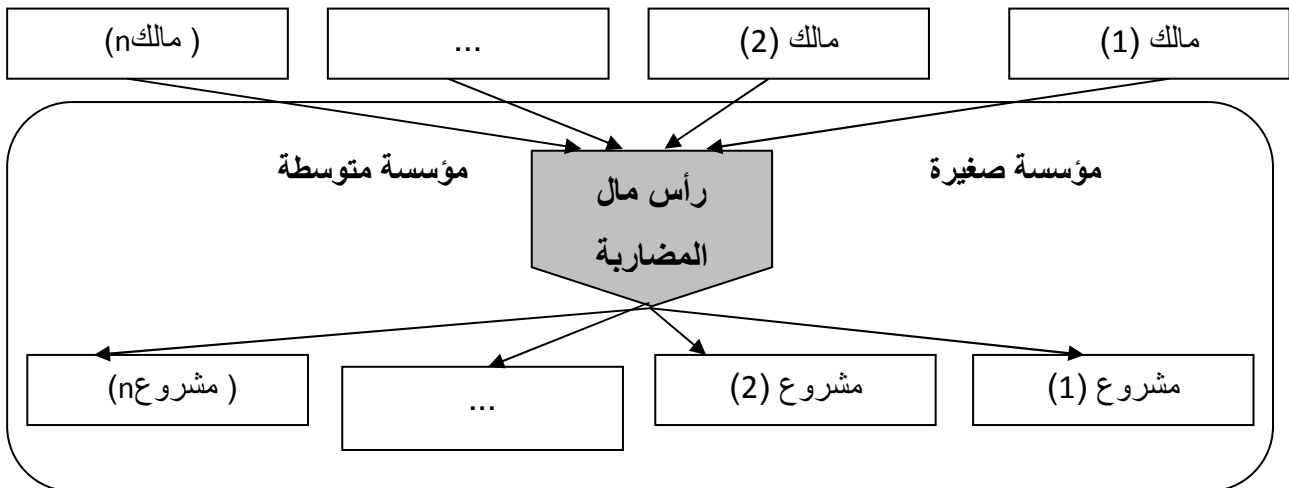 مالك (1)
مالك (2)
...
( مالكn)
مؤسسة صغيرة
رأس مال
المضاربة
مؤسسة متوسطة
مشروع (1)
مشروع (2)
...
( مشروعn)